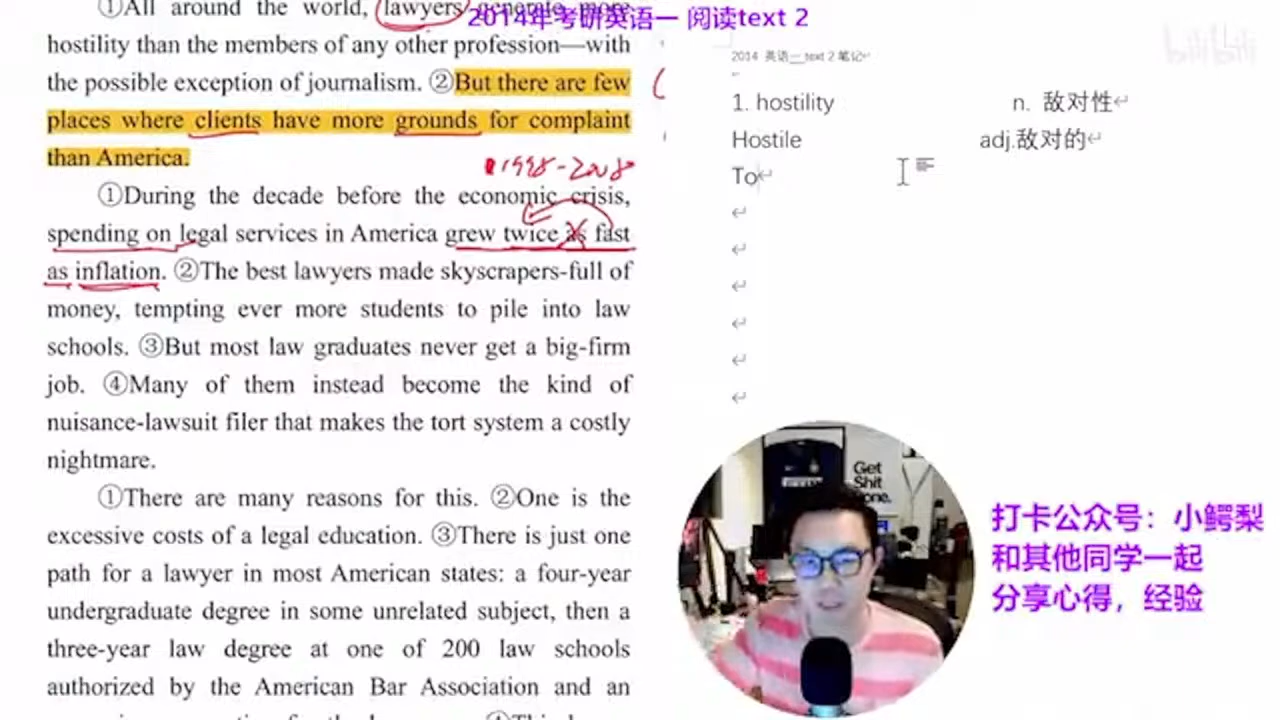 2014年考研英语一 阅读text 2
①All around the world, lawyers generate more
hostility than the members of any other profession—with
the possible exception of journalism. ②But there are few
places where clients have more grounds for complaint
than America.
1998-2008
①During the decade before the economic crisis,
spending on legal services in America grew twice as fast
as inflation. ②The best lawyers made skyscrapers-full of
money, tempting ever more students to pile into law
schools. ③But most law graduates never get a big-firm
job. ④Many of them instead become the kind of
nuisance-lawsuit filer that makes the tort system a costly
nightmare.
①There are many reasons for this. ②One is the
excessive costs of a legal education. ③There is just one
path for a lawyer in most American states: a four-year
undergraduate degree in some unrelated subject, then a
three-year law degree at one of 200 law schools
authorized by the American Bar Association and an
2014 英语一 text 2 笔记
1. hostility n. 敌对性
Hostile adj.敌对的
To
Get
Shit
Done.
打卡公众号：小鳄梨
和其他同学一起
分享心得，经验
bilibili